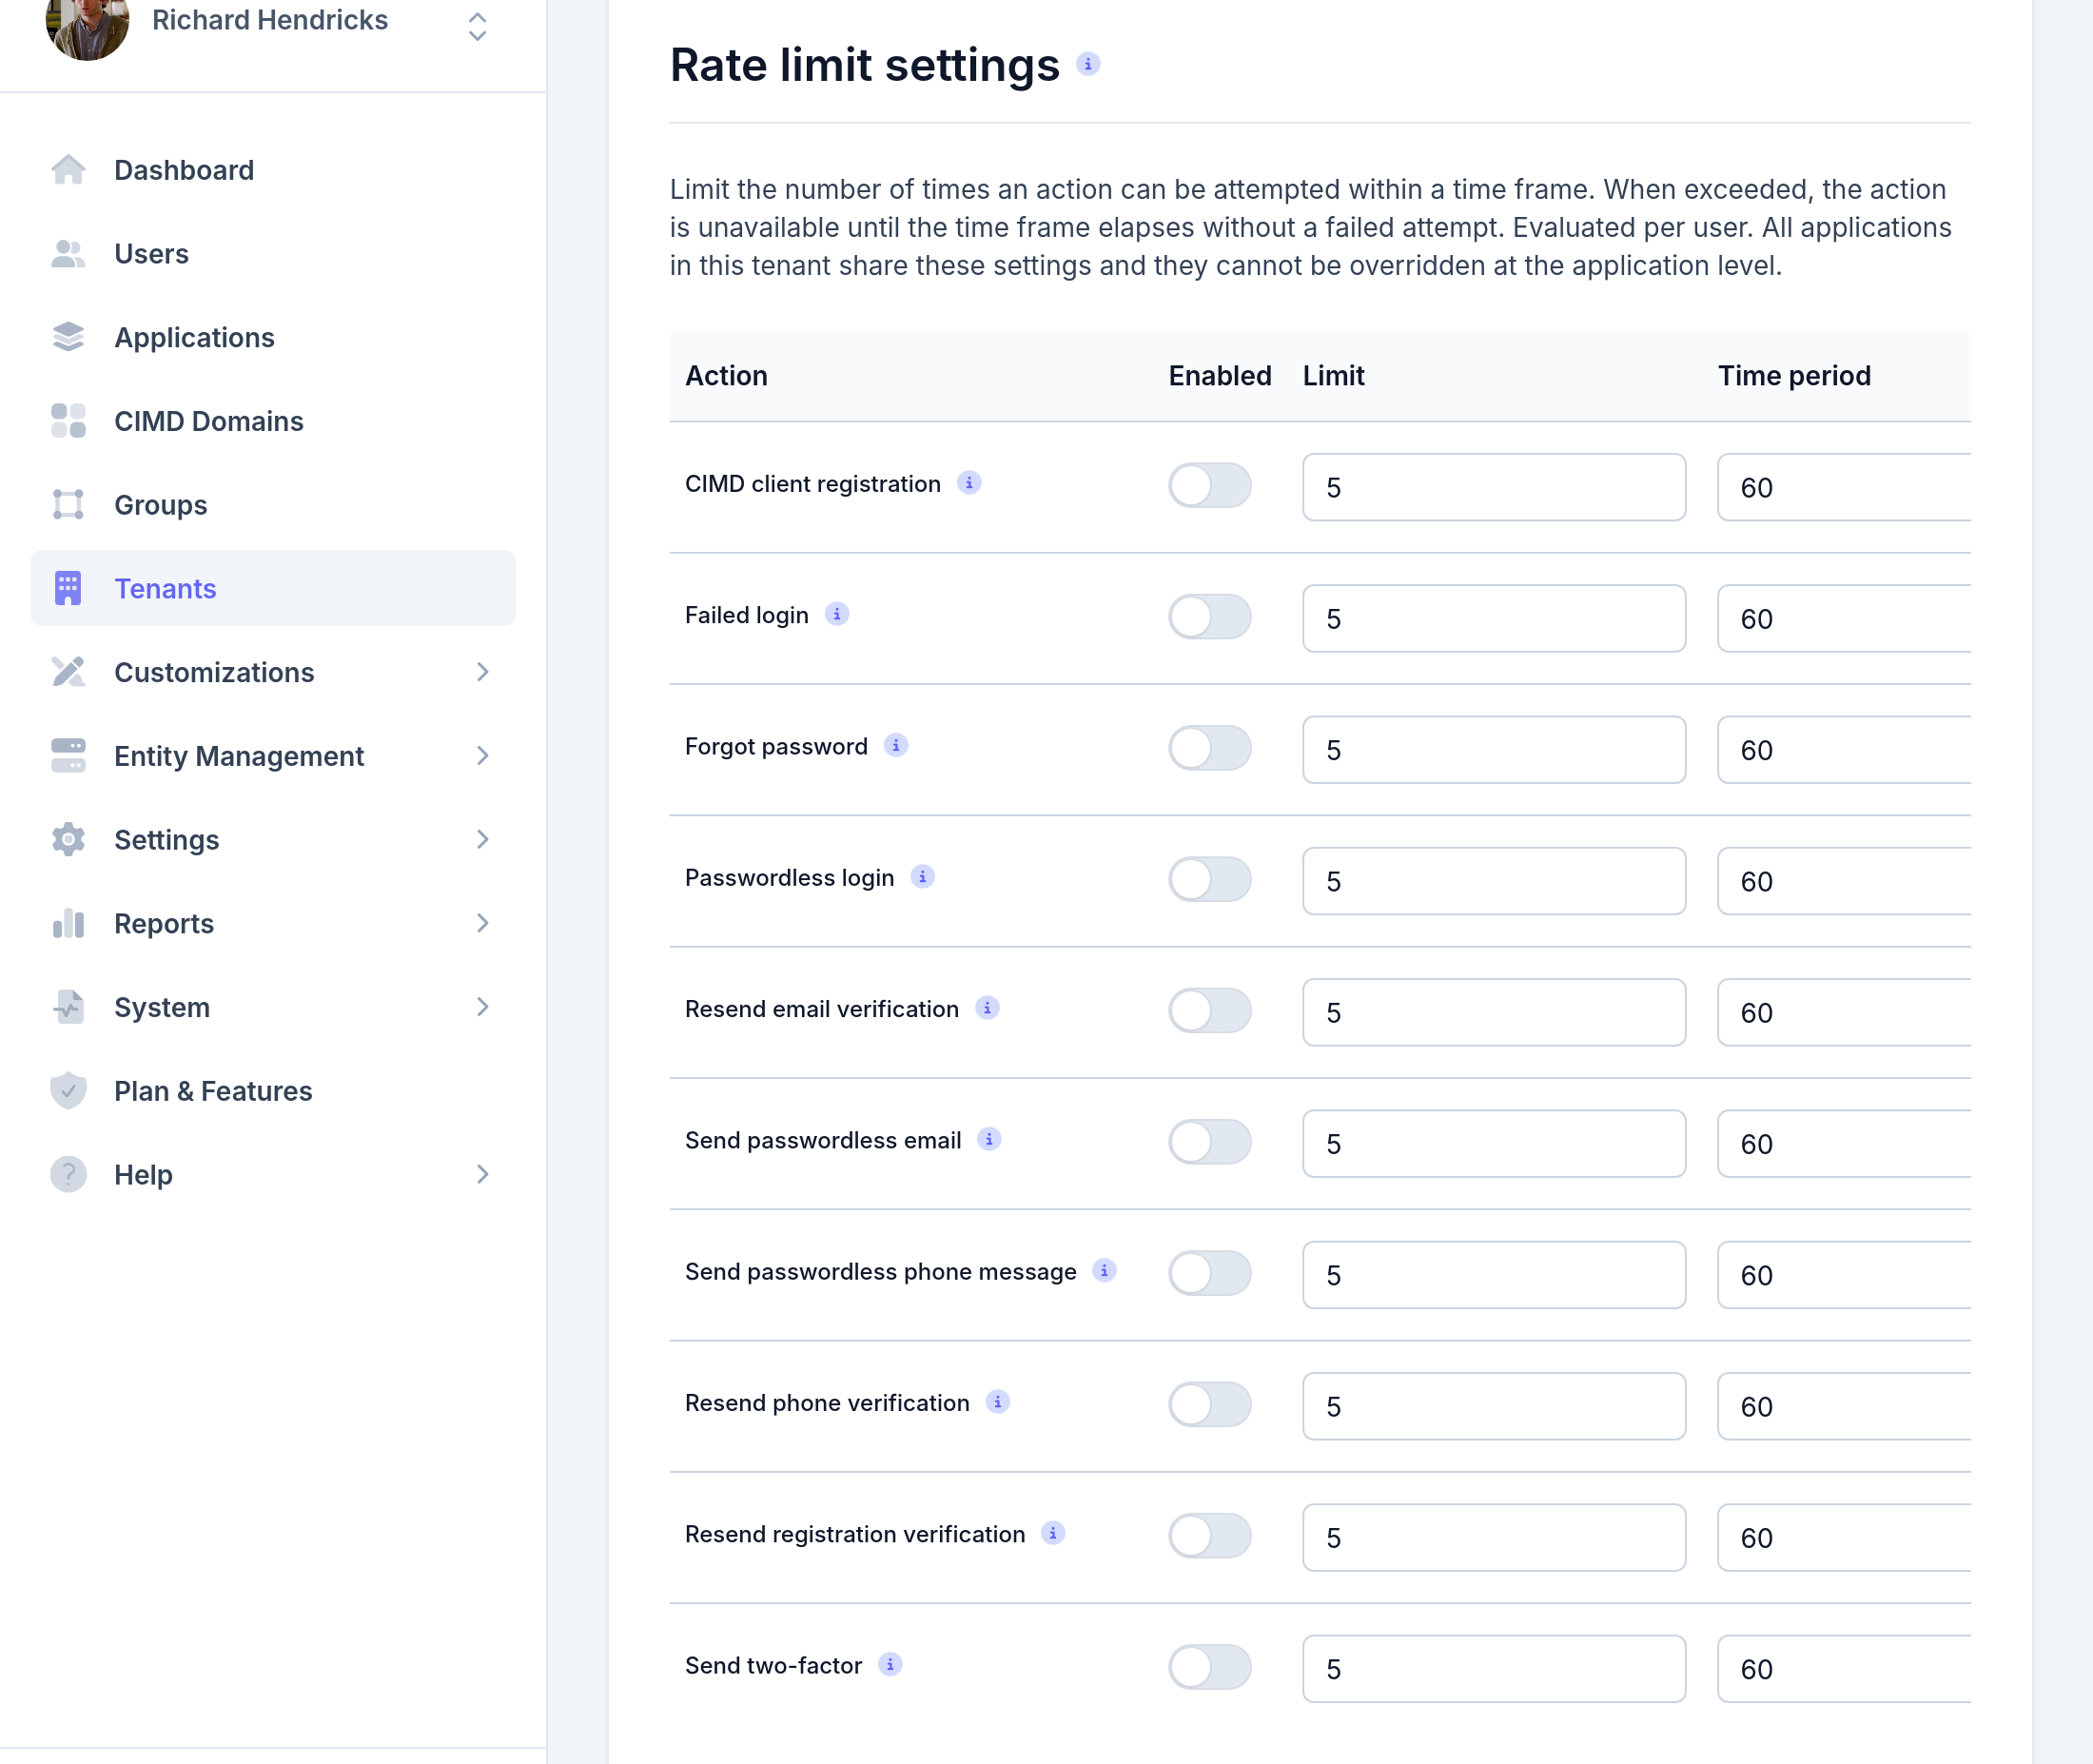 Richard Hendricks
Dashboard
Users
Applications
CIMD Domains
Groups
Tenants
Customizations
Entity Management
Settings
Reports
System
Plan & Features
Help
Rate limit settings
Limit the number of times an action can be attempted within a time frame. When exceeded, the action
is unavailable until the time frame elapses without a failed attempt. Evaluated per user. All applications
in this tenant share these settings and they cannot be overridden at the application level.
Action Enabled Limit Time period
CIMD client registration 5 60
Failed login 5 60
Forgot password 5 60
Passwordless login 5 60
Resend email verification 5 60
Send passwordless email 5 60
Send passwordless phone message 5 60
Resend phone verification 5 60
Resend registration verification 5 60
Send two-factor 5 60